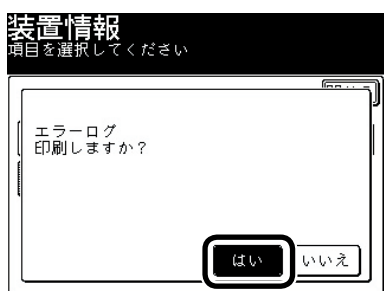 装置情報
項目を選択してください
エラーログ
印刷しますか?
はい
いいえ